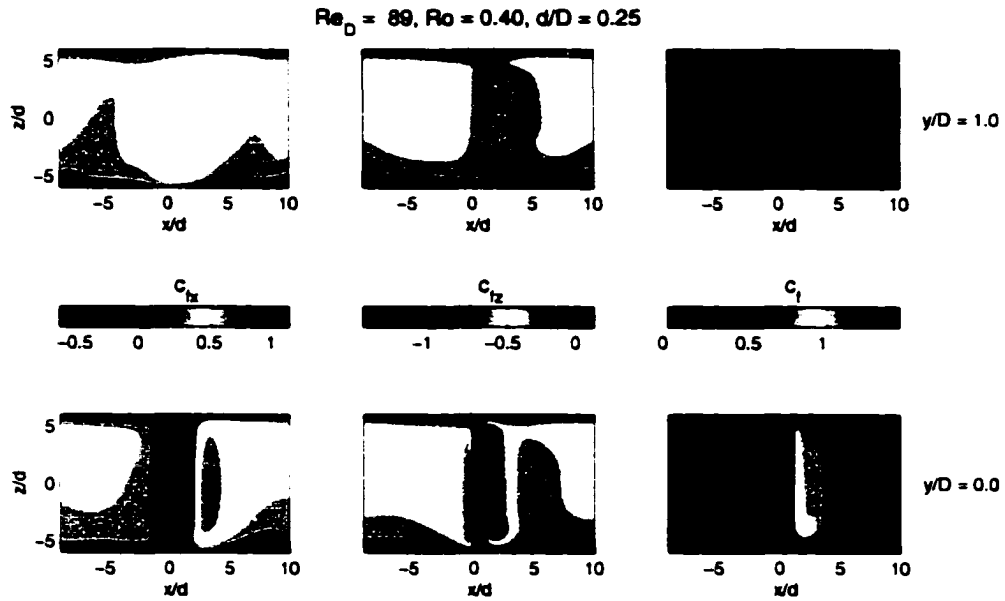 Re_D = 89, Ro = 0.40, d/D = 0.25
z/d
5
0
-5
-5 0 5 10
x/d
-5 0 5 10
x/d
-5 0 5 10
x/d
y/D = 1.0
C_fx
-0.5 0 0.5 1
C_fz
-1 -0.5 0
C_f
0 0.5 1
z/d
5
0
-5
-5 0 5 10
x/d
-5 0 5 10
x/d
-5 0 5 10
x/d
y/D = 0.0